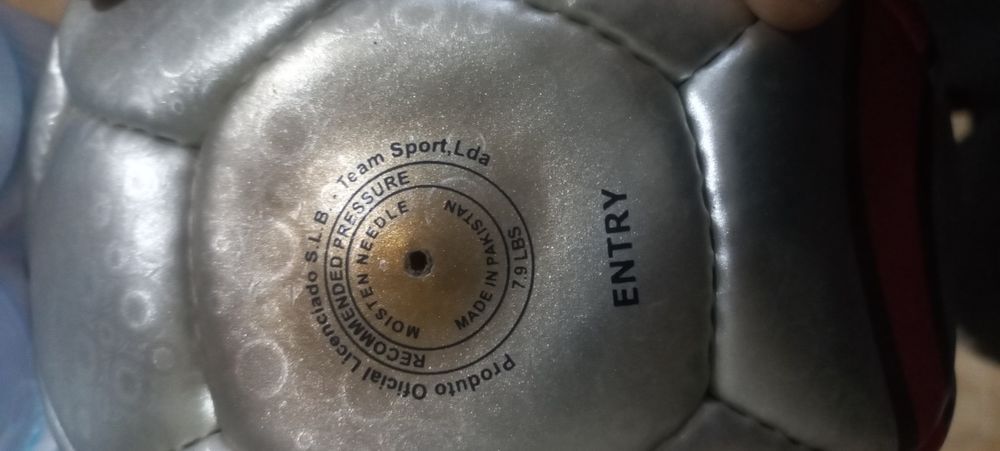 Produto Oficial Licenciado S.L.B. · Team Sport,Lda
RECOMMENDED PRESSURE
7.9 LBS
MOISTEN NEEDLE
MADE IN PAKISTAN
ENTRY